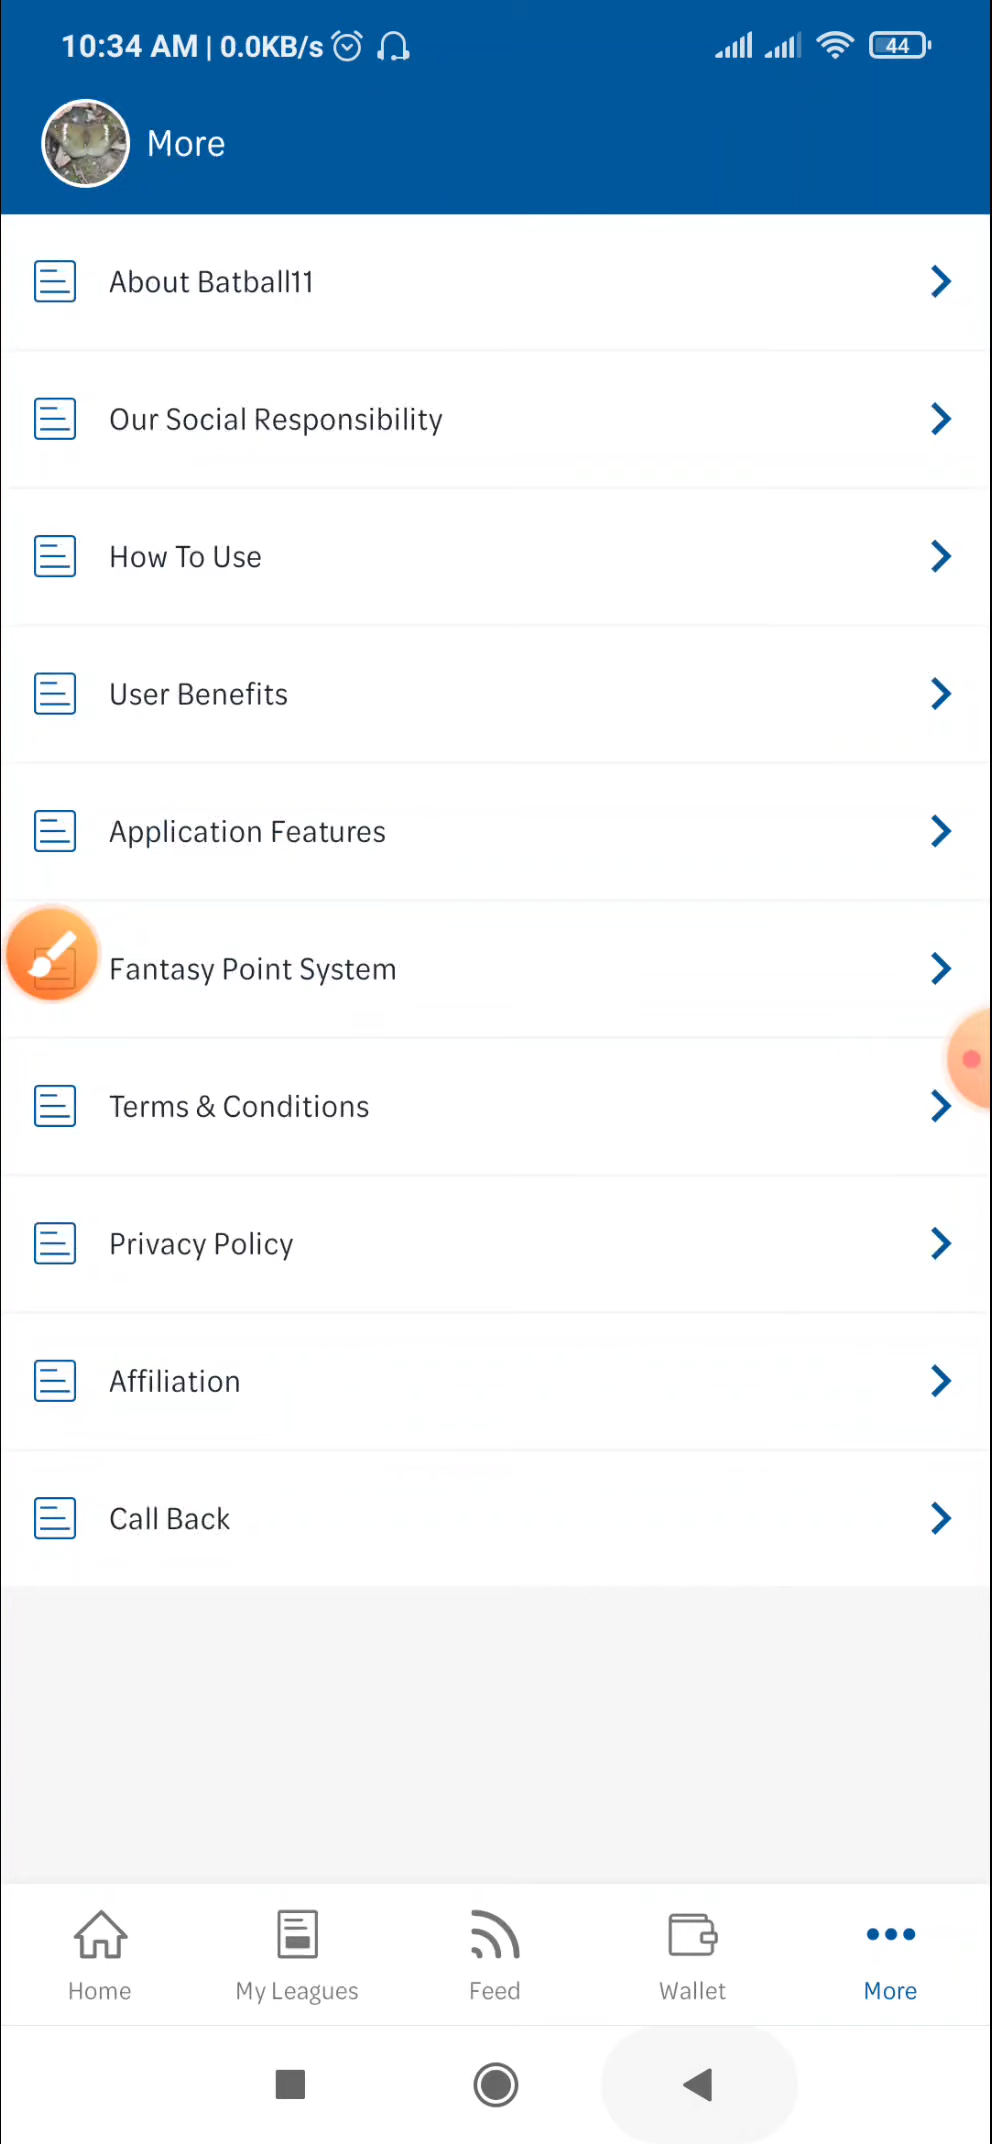 10:34 AM | 0.0KB/s 44
More
About Batball11
Our Social Responsibility
How To Use
User Benefits
Application Features
Fantasy Point System
Terms & Conditions
Privacy Policy
Affiliation
Call Back
Home My Leagues Feed Wallet More